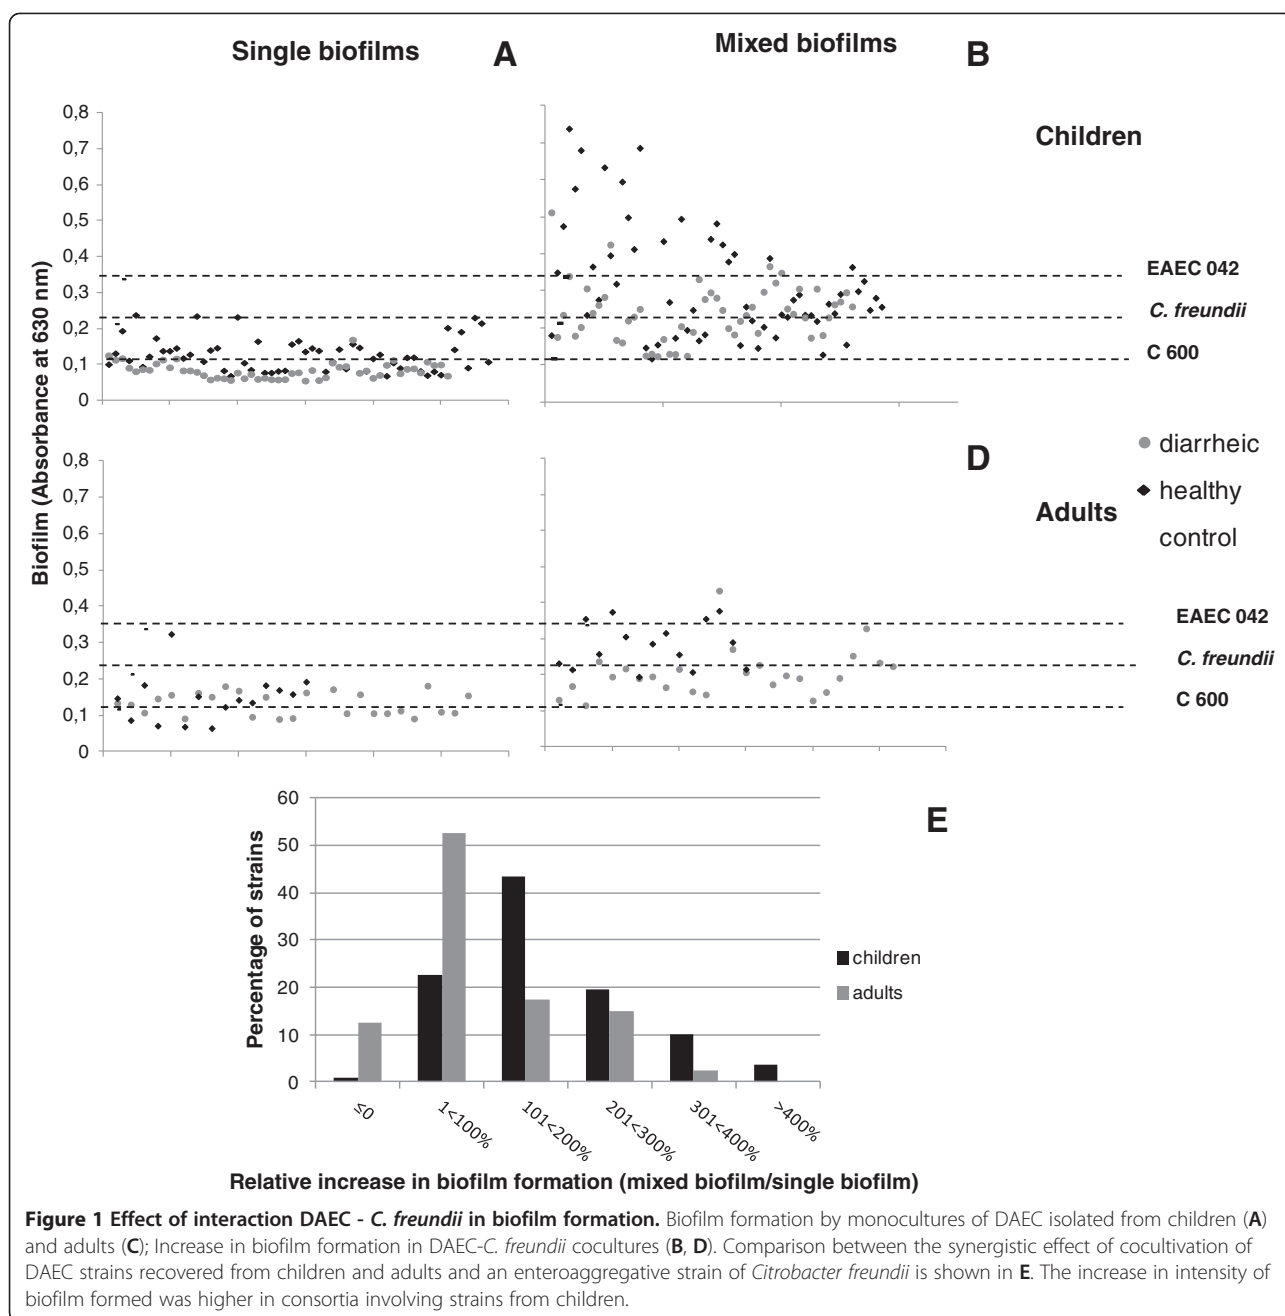 Single biofilms
A
Mixed biofilms
B
Children
Biofilm (Absorbance at 630 nm)
0,8
0,7
0,6
0,5
0,4
0,3
0,2
0,1
0
EAEC 042
C. freundii
C 600
D
diarrheic
healthy
control
Adults
0,8
0,7
0,6
0,5
0,4
0,3
0,2
0,1
0
EAEC 042
C. freundii
C 600
E
Percentage of strains
60
50
40
30
20
10
0
children
adults
≤0
1<100%
101<200%
201<300%
301<400%
>400%
Relative increase in biofilm formation (mixed biofilm/single biofilm)
Figure 1 Effect of interaction DAEC - C. freundii in biofilm formation. Biofilm formation by monocultures of DAEC isolated from children (A)
and adults (C); Increase in biofilm formation in DAEC-C. freundii cocultures (B, D). Comparison between the synergistic effect of cocultivation of
DAEC strains recovered from children and adults and an enteroaggregative strain of Citrobacter freundii is shown in E. The increase in intensity of
biofilm formed was higher in consortia involving strains from children.